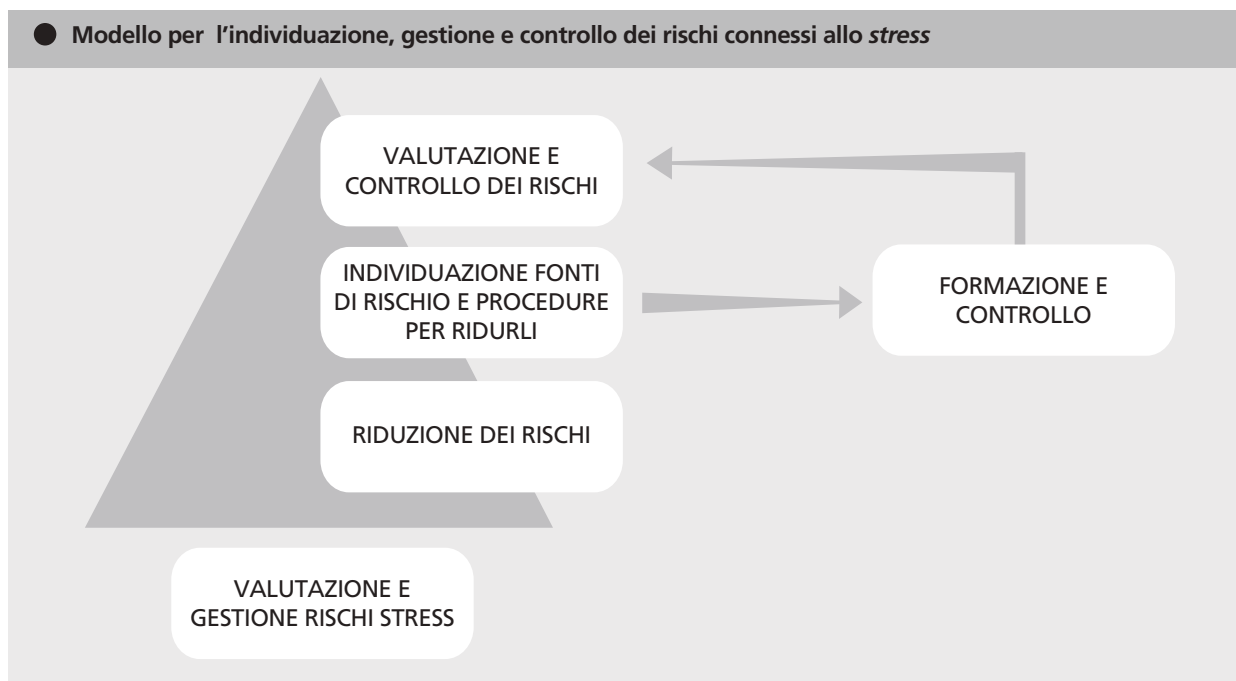 Modello per l'individuazione, gestione e controllo dei rischi connessi allo stress
VALUTAZIONE E
CONTROLLO DEI RISCHI
INDIVIDUAZIONE FONTI
DI RISCHIO E PROCEDURE
PER RIDURLI
FORMAZIONE E
CONTROLLO
RIDUZIONE DEI RISCHI
VALUTAZIONE E
GESTIONE RISCHI STRESS